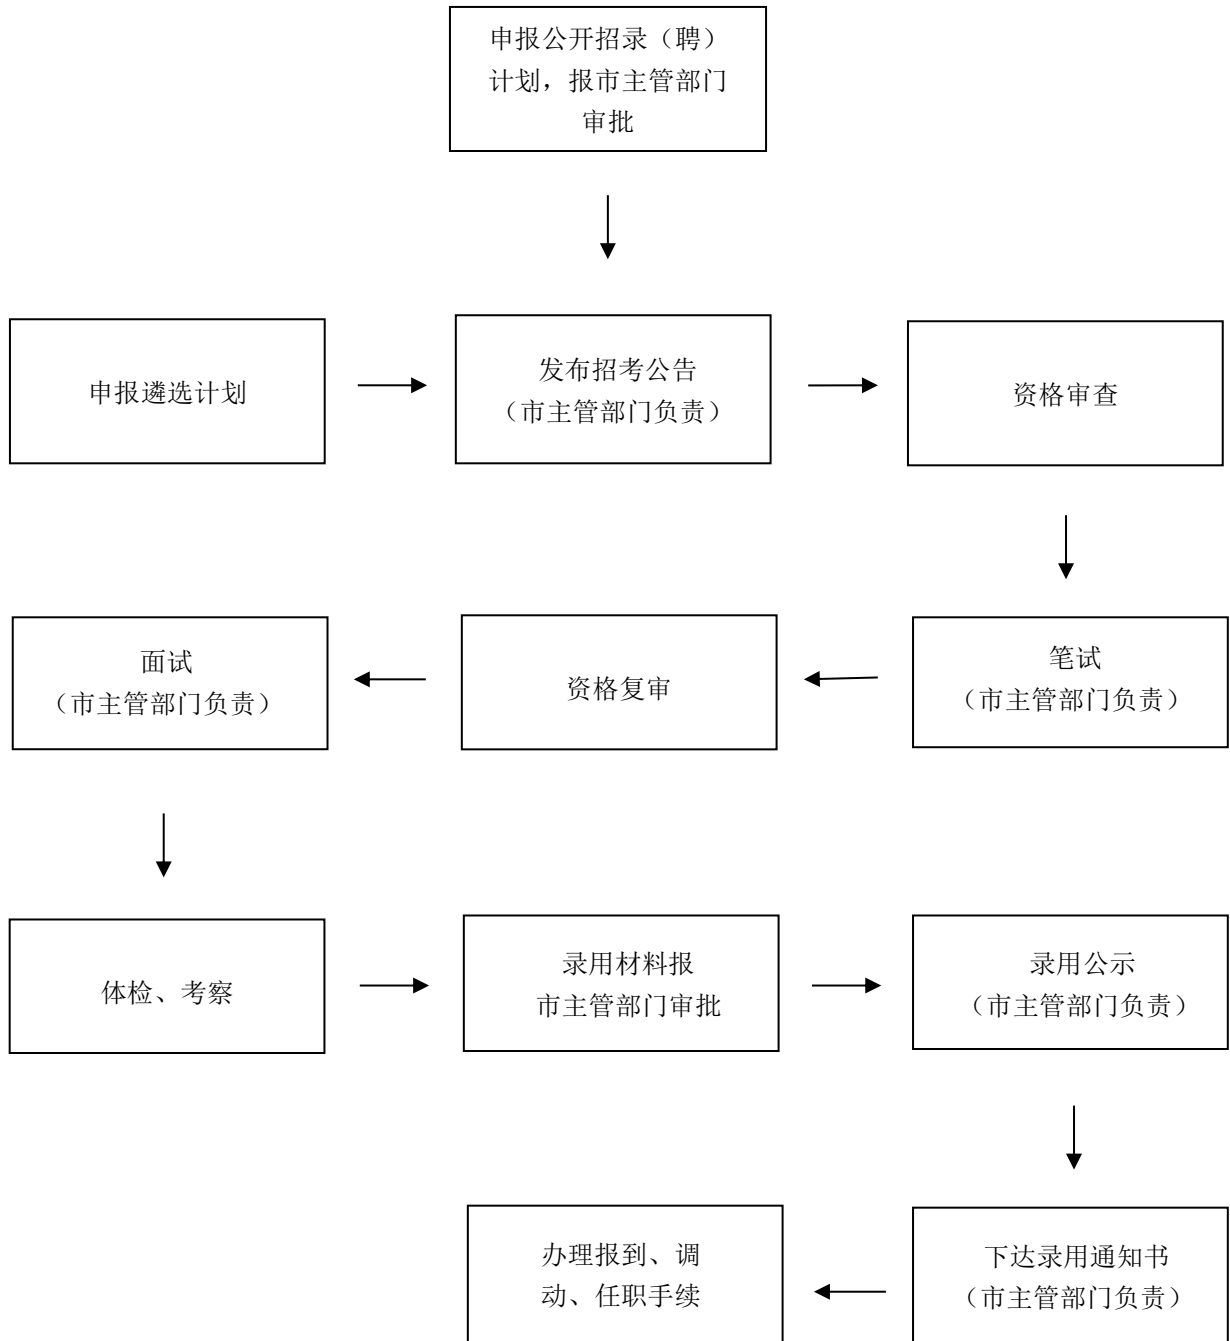 申报公开招录（聘）
计划，报市主管部门
审批
申报遴选计划
发布招考公告
（市主管部门负责）
资格审查
笔试
（市主管部门负责）
资格复审
面试
（市主管部门负责）
体检、考察
录用材料报
市主管部门审批
录用公示
（市主管部门负责）
下达录用通知书
（市主管部门负责）
办理报到、调
动、任职手续